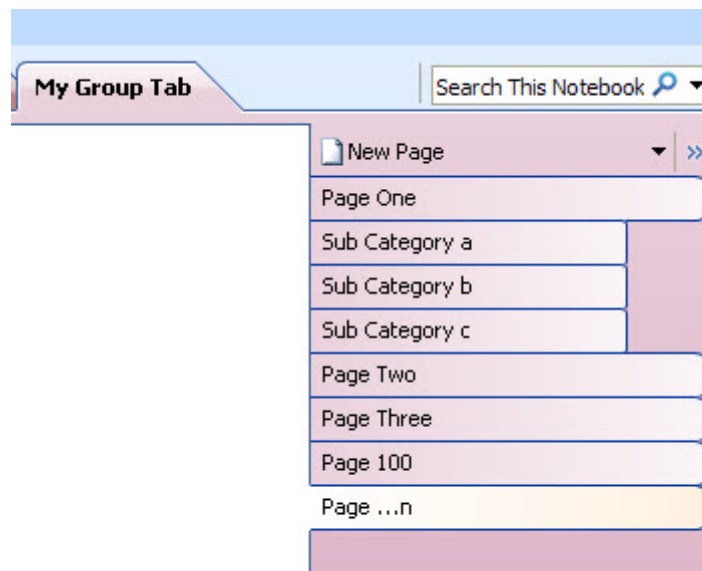 My Group Tab
Search This Notebook
New Page
Page One
Sub Category a
Sub Category b
Sub Category c
Page Two
Page Three
Page 100
Page ...n